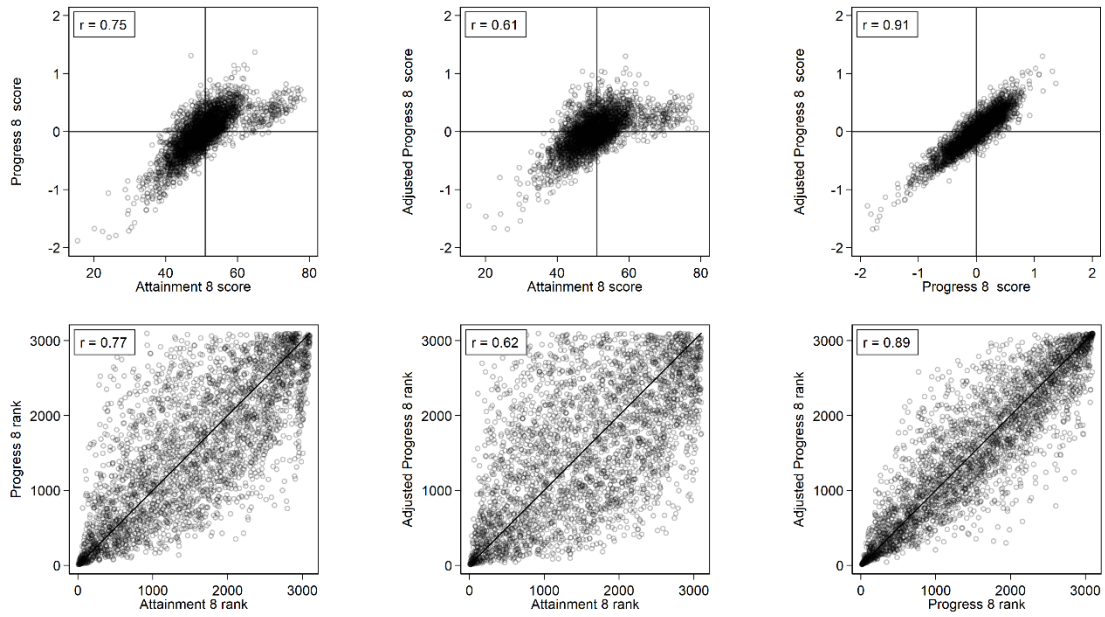 r = 0.75
Progress 8 score
2
1
0
-1
-2
20 40 60 80
Attainment 8 score
r = 0.61
Adjusted Progress 8 score
2
1
0
-1
-2
20 40 60 80
Attainment 8 score
r = 0.91
Adjusted Progress 8 score
2
1
0
-1
-2
-2 -1 0 1 2
Progress 8 score
r = 0.77
Progress 8 rank
3000
2000
1000
0
0 1000 2000 3000
Attainment 8 rank
r = 0.62
Adjusted Progress 8 rank
3000
2000
1000
0
0 1000 2000 3000
Attainment 8 rank
r = 0.89
Adjusted Progress 8 rank
3000
2000
1000
0
0 1000 2000 3000
Progress 8 rank